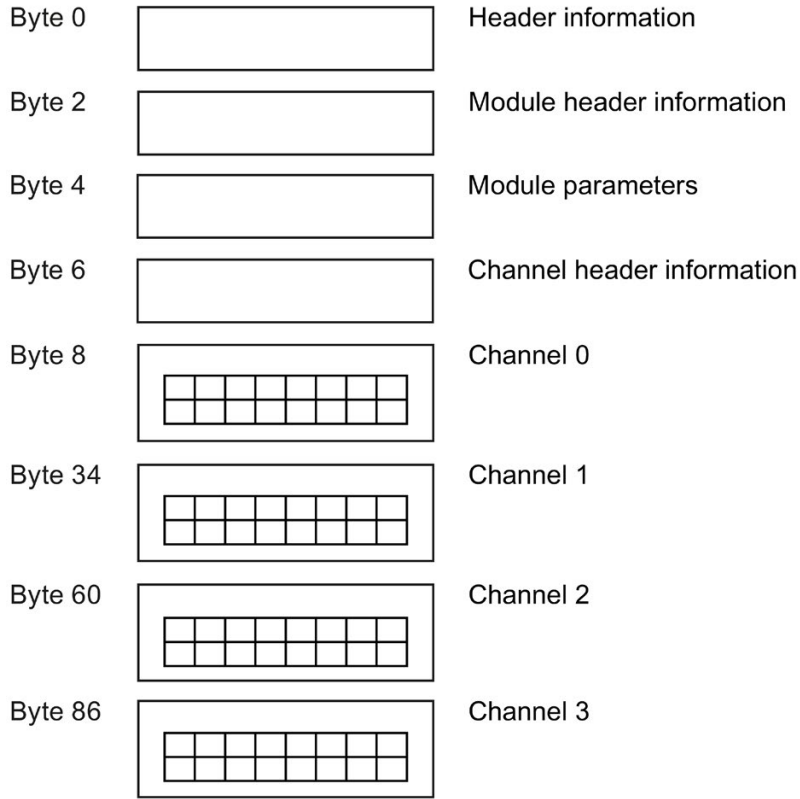 Byte 0 Header information
Byte 2 Module header information
Byte 4 Module parameters
Byte 6 Channel header information
Byte 8 Channel 0
Byte 34 Channel 1
Byte 60 Channel 2
Byte 86 Channel 3